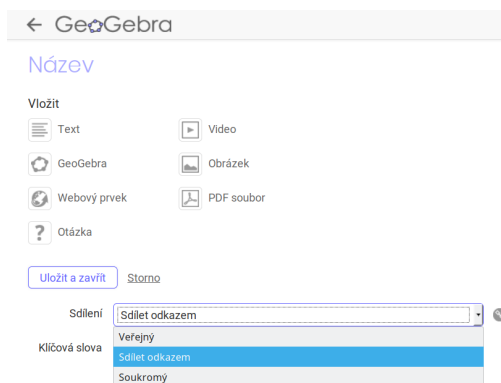 ← GeoGebra
Název
Vložit
Text
Video
GeoGebra
Obrázek
Webový prvek
PDF soubor
? Otázka
Uložit a zavřít Storno
Sdílení Sdílet odkazem
Veřejný
Klíčová slova
Sdílet odkazem
Soukromý